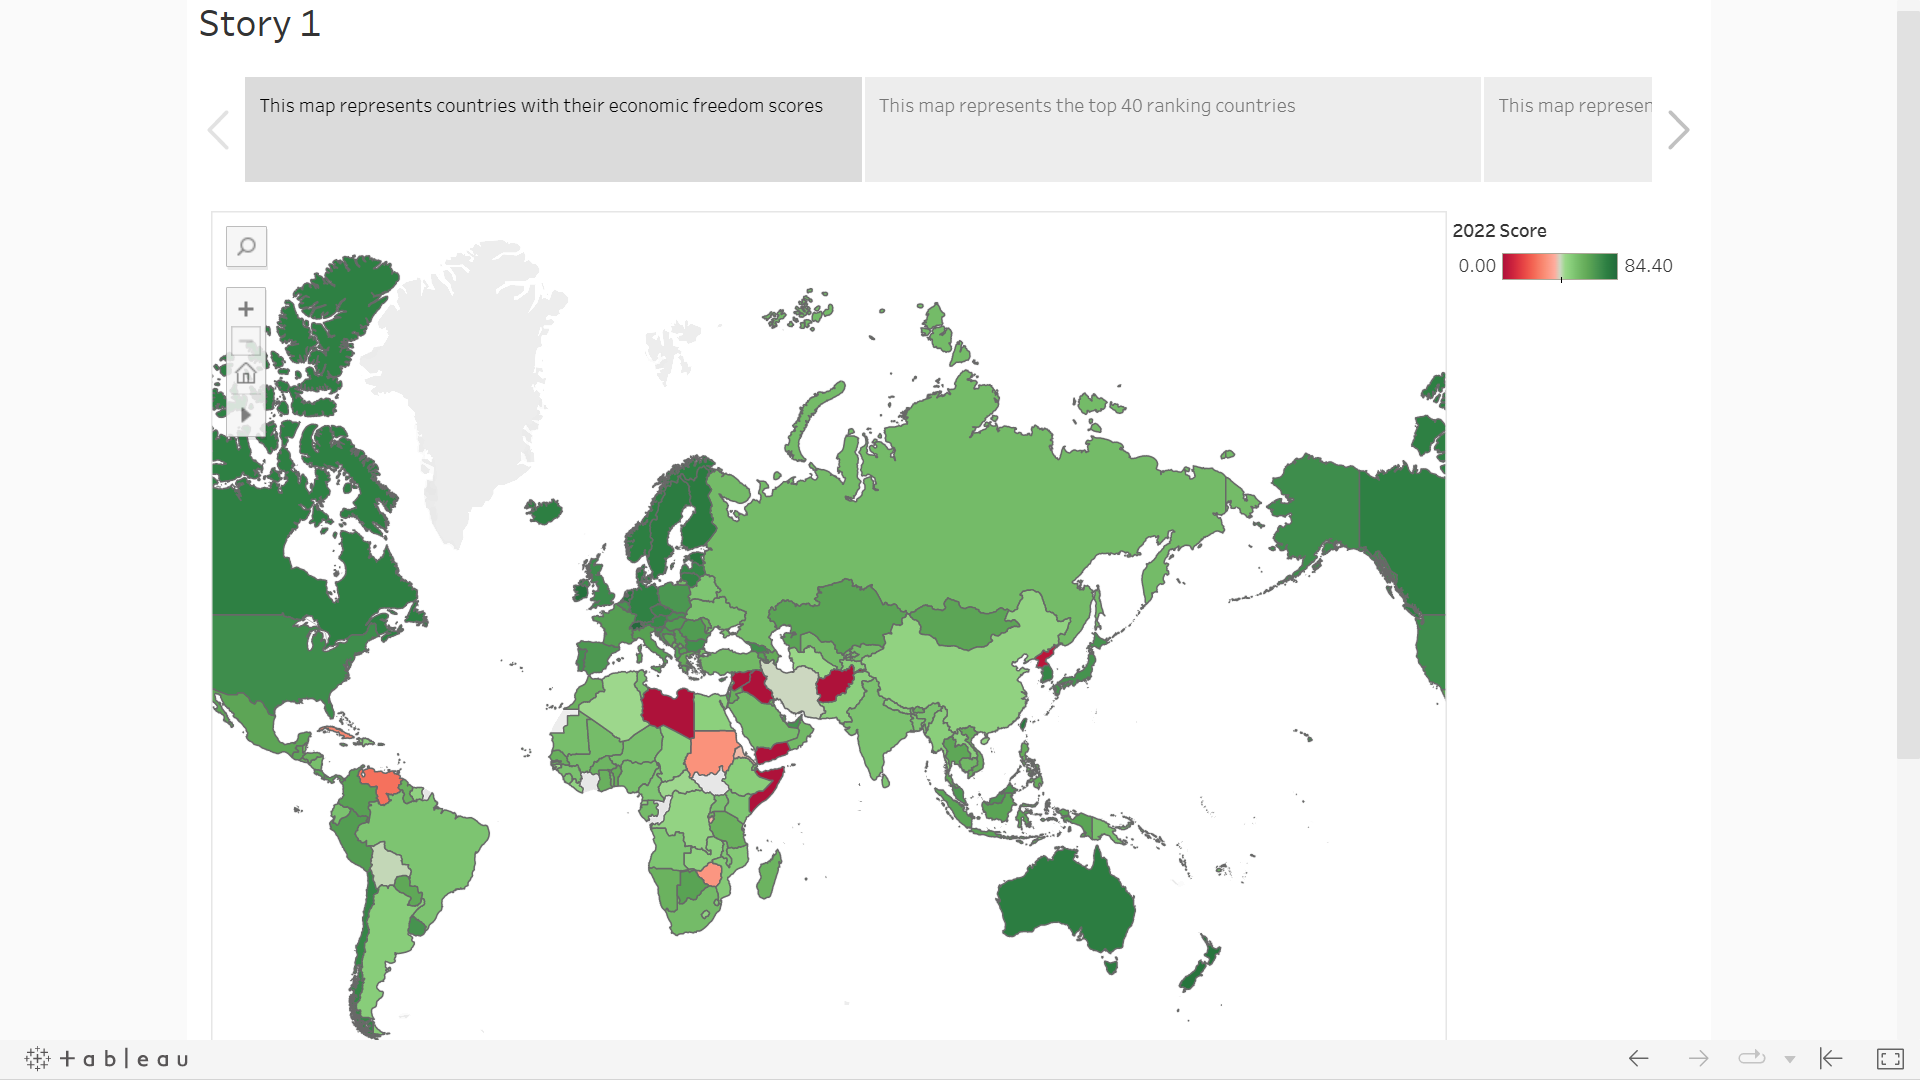 Story 1
This map represents countries with their economic freedom scores
This map represents the top 40 ranking countries
This map represen
2022 Score
0.00
84.40
+ a b l e a u